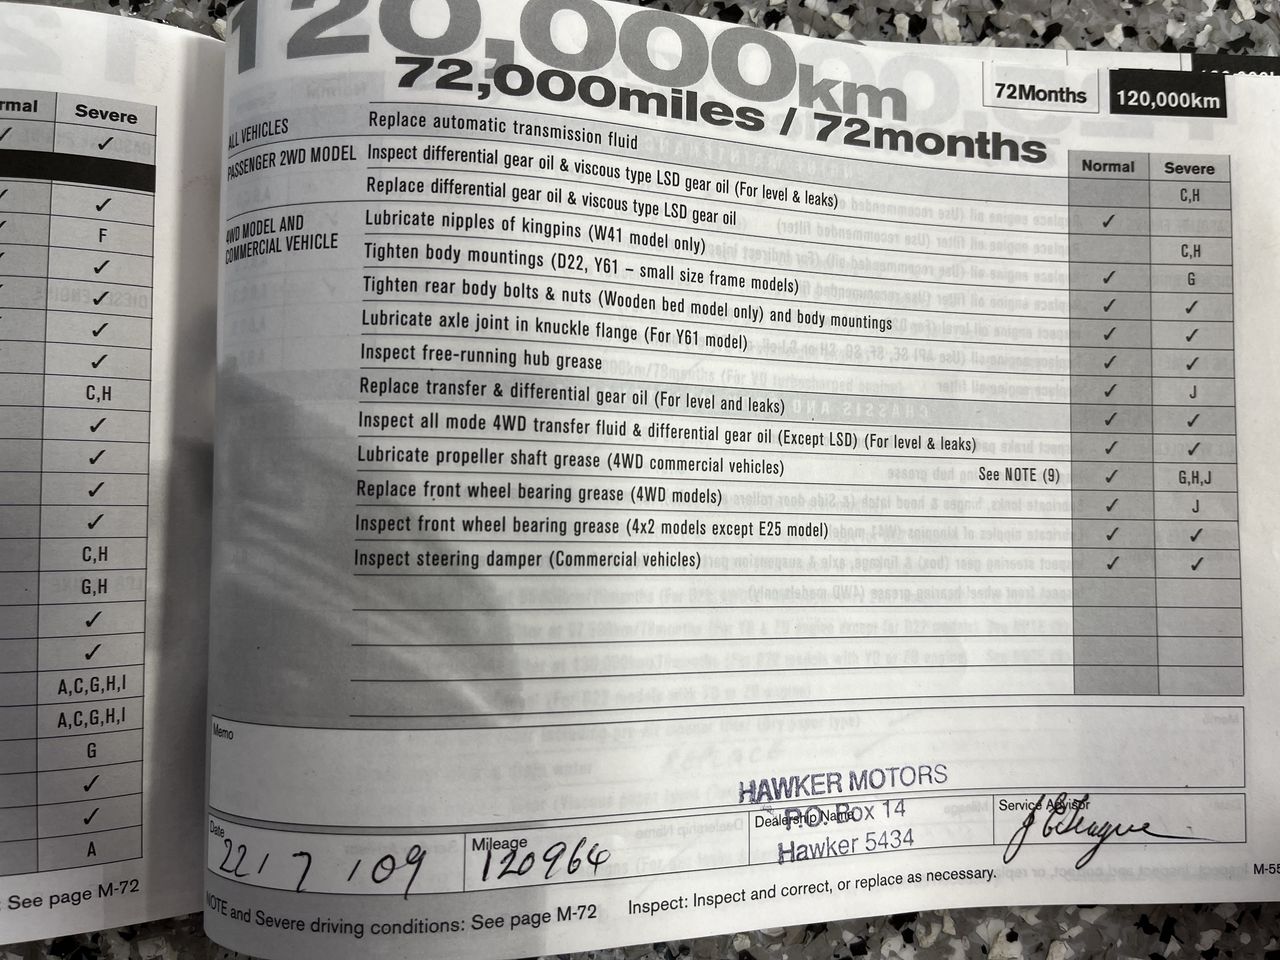 120,000km
72,000miles / 72months
72Months
120,000km
Normal
Severe
ALL VEHICLES
Replace automatic transmission fluid
C,H
PASSENGER 2WD MODEL
Inspect differential gear oil & viscous type LSD gear oil (For level & leaks)
✓
Replace differential gear oil & viscous type LSD gear oil
C,H
4WD MODEL AND
COMMERCIAL VEHICLE
Lubricate nipples of kingpins (W41 model only)
✓ G
Tighten body mountings (D22, Y61 – small size frame models)
✓ ✓
Tighten rear body bolts & nuts (Wooden bed model only) and body mountings
✓ ✓
Lubricate axle joint in knuckle flange (For Y61 model)
✓ ✓
Inspect free-running hub grease
✓ J
Replace transfer & differential gear oil (For level and leaks)
✓ ✓
Inspect all mode 4WD transfer fluid & differential gear oil (Except LSD) (For level & leaks)
✓ ✓
Lubricate propeller shaft grease (4WD commercial vehicles) See NOTE (9)
✓ G,H,J
Replace front wheel bearing grease (4WD models)
✓ J
Inspect front wheel bearing grease (4x2 models except E25 model)
✓ ✓
Inspect steering damper (Commercial vehicles)
✓ ✓
Memo
HAWKER MOTORS
P.O. Box 14
Hawker 5434
Date
22/7/09
Mileage
120964
Dealership Name
Service Advisor
NOTE and Severe driving conditions: See page M-72
Inspect: Inspect and correct, or replace as necessary.
M-55
rmal
Severe
✓ ✓
✓
F
✓
✓
✓
✓
C,H
✓
✓
✓
✓
C,H
G,H
✓
✓
A,C,G,H,I
A,C,G,H,I
G
✓
✓
A
: See page M-72